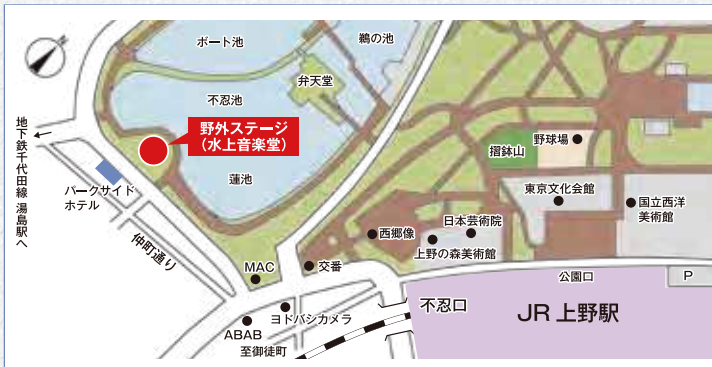 ボート池
鵜の池
弁天堂
不忍池
野外ステージ
(水上音楽堂)
蓮池
地下鉄千代田線 湯島駅へ
パークサイド
ホテル
仲町通り
摺鉢山
野球場
東京文化会館
国立西洋
美術館
日本芸術院
西郷像
上野の森美術館
MAC
交番
公園口
P
ヨドバシカメラ
不忍口
JR 上野駅
ABAB
至御徒町